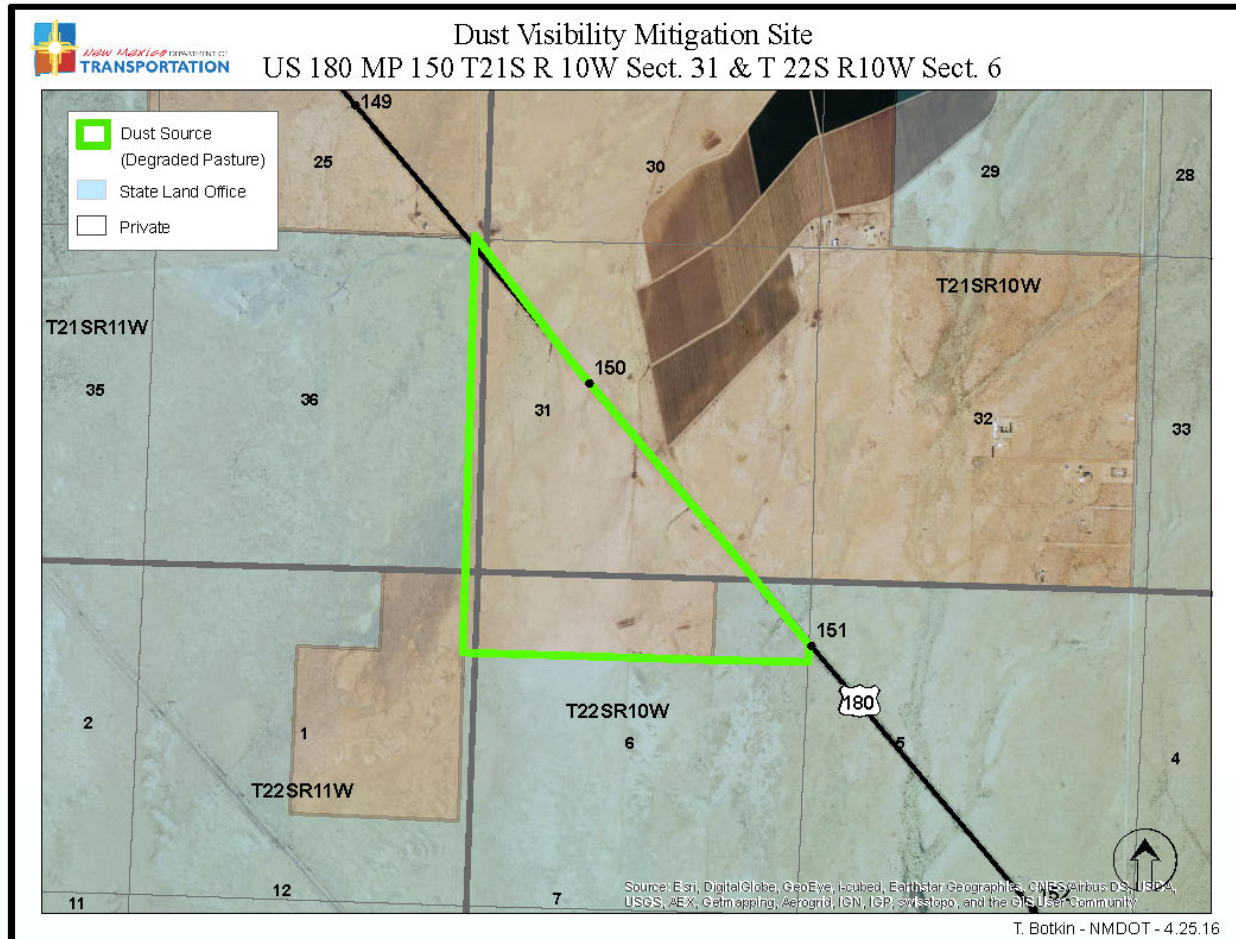 New Mexico DEPARTMENT OF
TRANSPORTATION
Dust Visibility Mitigation Site
US 180 MP 150 T21S R 10W Sect. 31 & T 22S R10W Sect. 6
Dust Source
(Degraded Pasture)
State Land Office
Private
149
25
30
29
28
T21SR11W
T21SR10W
35
36
31
150
32
33
151
180
2
1
T22SR10W
6
5
4
T22SR11W
11
12
7
152
Source: Esri, DigitalGlobe, GeoEye, i-cubed, Earthstar Geographics, CNES/Airbus DS, USDA,
USGS, AEX, Getmapping, Aerogrid, IGN, IGP, swisstopo, and the GIS User Community
T. Botkin - NMDOT - 4.25.16